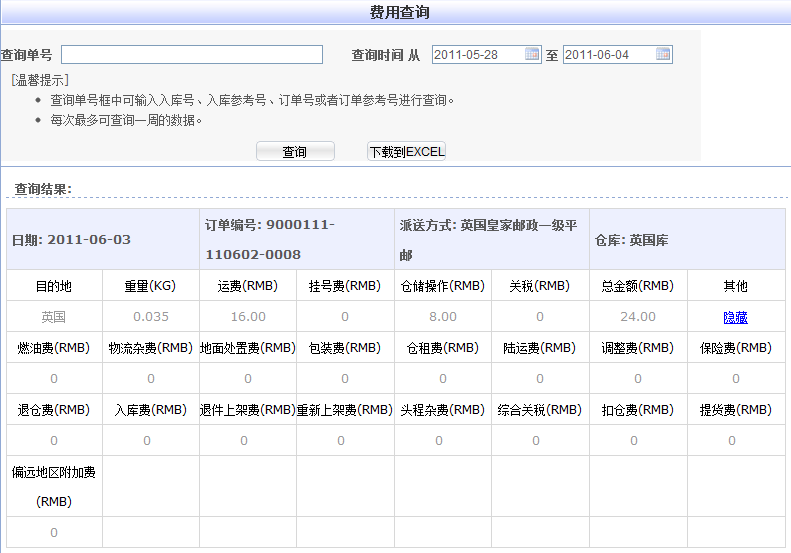 费用查询
查询单号 查询时间 从 2011-05-28 至 2011-06-04
[温馨提示]
查询单号框中可输入入库号、入库参考号、订单号或者订单参考号进行查询。
每次最多可查询一周的数据。
查询 下载到EXCEL
查询结果:
日期: 2011-06-03 订单编号: 9000111-110602-0008 派送方式: 英国皇家邮政一级平邮 仓库: 英国库
目的地 重量(KG) 运费(RMB) 挂号费(RMB) 仓储操作(RMB) 关税(RMB) 总金额(RMB) 其他
英国 0.035 16.00 0 8.00 0 24.00 隐藏
燃油费(RMB) 物流杂费(RMB) 地面处置费(RMB) 包装费(RMB) 仓租费(RMB) 陆运费(RMB) 调整费(RMB) 保险费(RMB)
0 0 0 0 0 0 0 0
退仓费(RMB) 入库费(RMB) 退件上架费(RMB) 重新上架费(RMB) 头程杂费(RMB) 综合关税(RMB) 扣仓费(RMB) 提货费(RMB)
0 0 0 0 0 0 0 0
偏远地区附加费
(RMB)
0